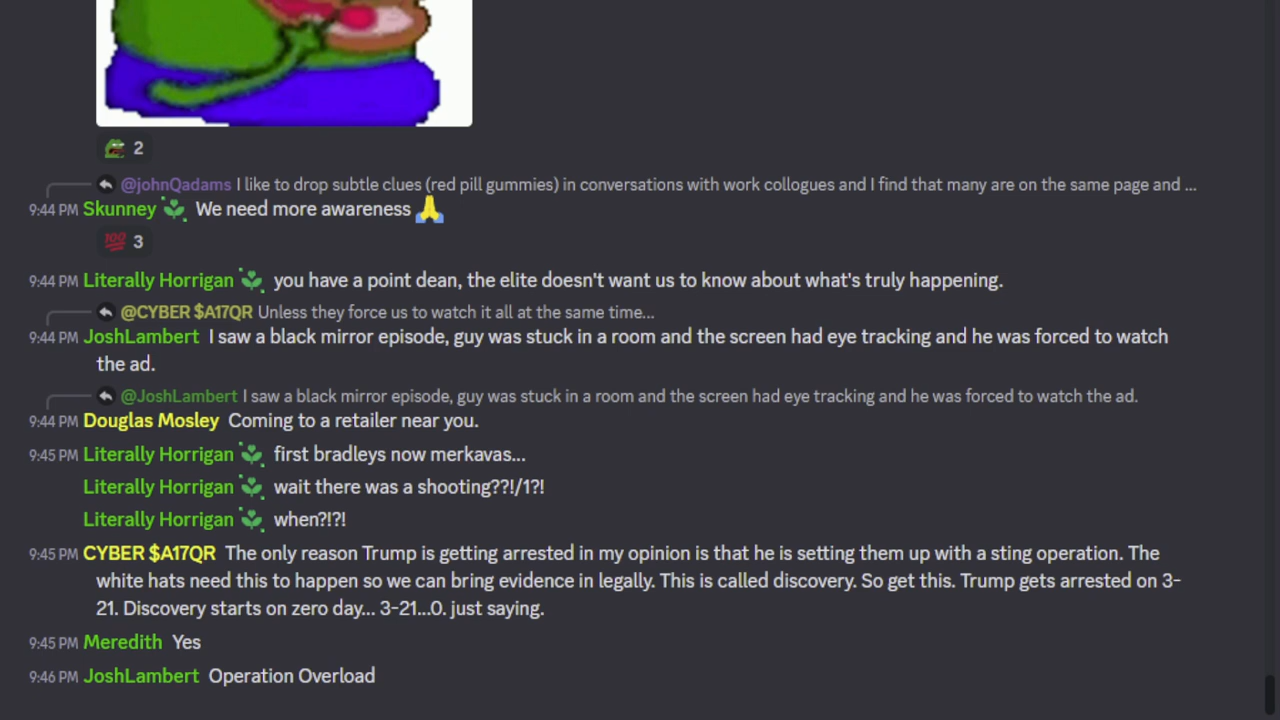 2
@johnQadams I like to drop subtle clues (red pill gummies) in conversations with work collogues and I find that many are on the same page and ...
9:44 PM Skunney We need more awareness 🙏
💯 3
9:44 PM Literally Horrigan you have a point dean, the elite doesn't want us to know about what's truly happening.
@CYBER $A17QR Unless they force us to watch it all at the same time...
9:44 PM JoshLambert I saw a black mirror episode, guy was stuck in a room and the screen had eye tracking and he was forced to watch
the ad.
@JoshLambert I saw a black mirror episode, guy was stuck in a room and the screen had eye tracking and he was forced to watch the ad.
9:44 PM Douglas Mosley Coming to a retailer near you.
9:45 PM Literally Horrigan first bradleys now merkavas...
Literally Horrigan wait there was a shooting??!/1?!
Literally Horrigan when?!?!
9:45 PM CYBER $A17QR The only reason Trump is getting arrested in my opinion is that he is setting them up with a sting operation. The
white hats need this to happen so we can bring evidence in legally. This is called discovery. So get this. Trump gets arrested on 3-
21. Discovery starts on zero day... 3-21...0. just saying.
9:45 PM Meredith Yes
9:46 PM JoshLambert Operation Overload